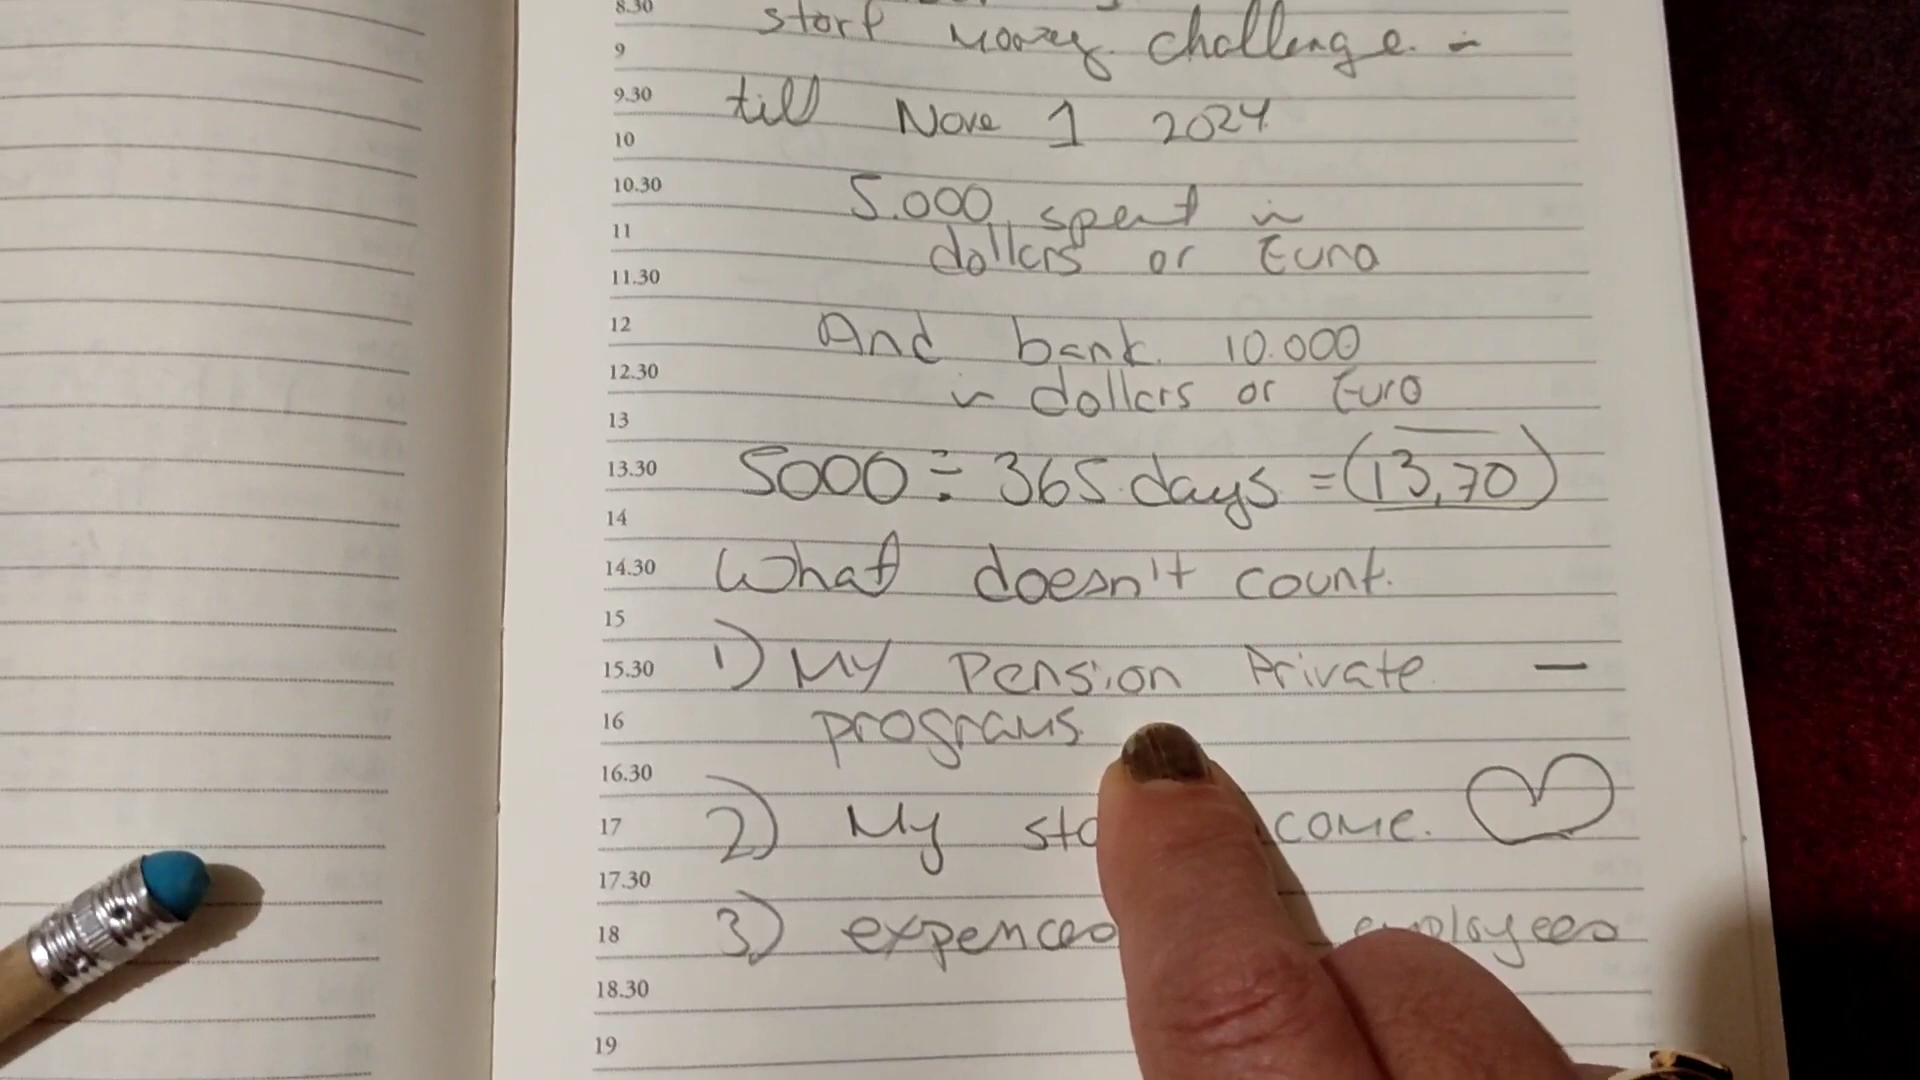 8.30
start money challenge. -
9
9.30 till Nove 1 2024
10
10.30 5.000 spent in
11 dollars or Euro
11.30
12 And bank. 10.000
12.30 in dollars or Euro
13
13.30 5000 ÷ 365 days = (13,70)
14
14.30 What doesn't count.
15
15.30 1) My Pension Private —
16 programs.
16.30
17 2) My come.
17.30
18 3) expences employees
18.30
19